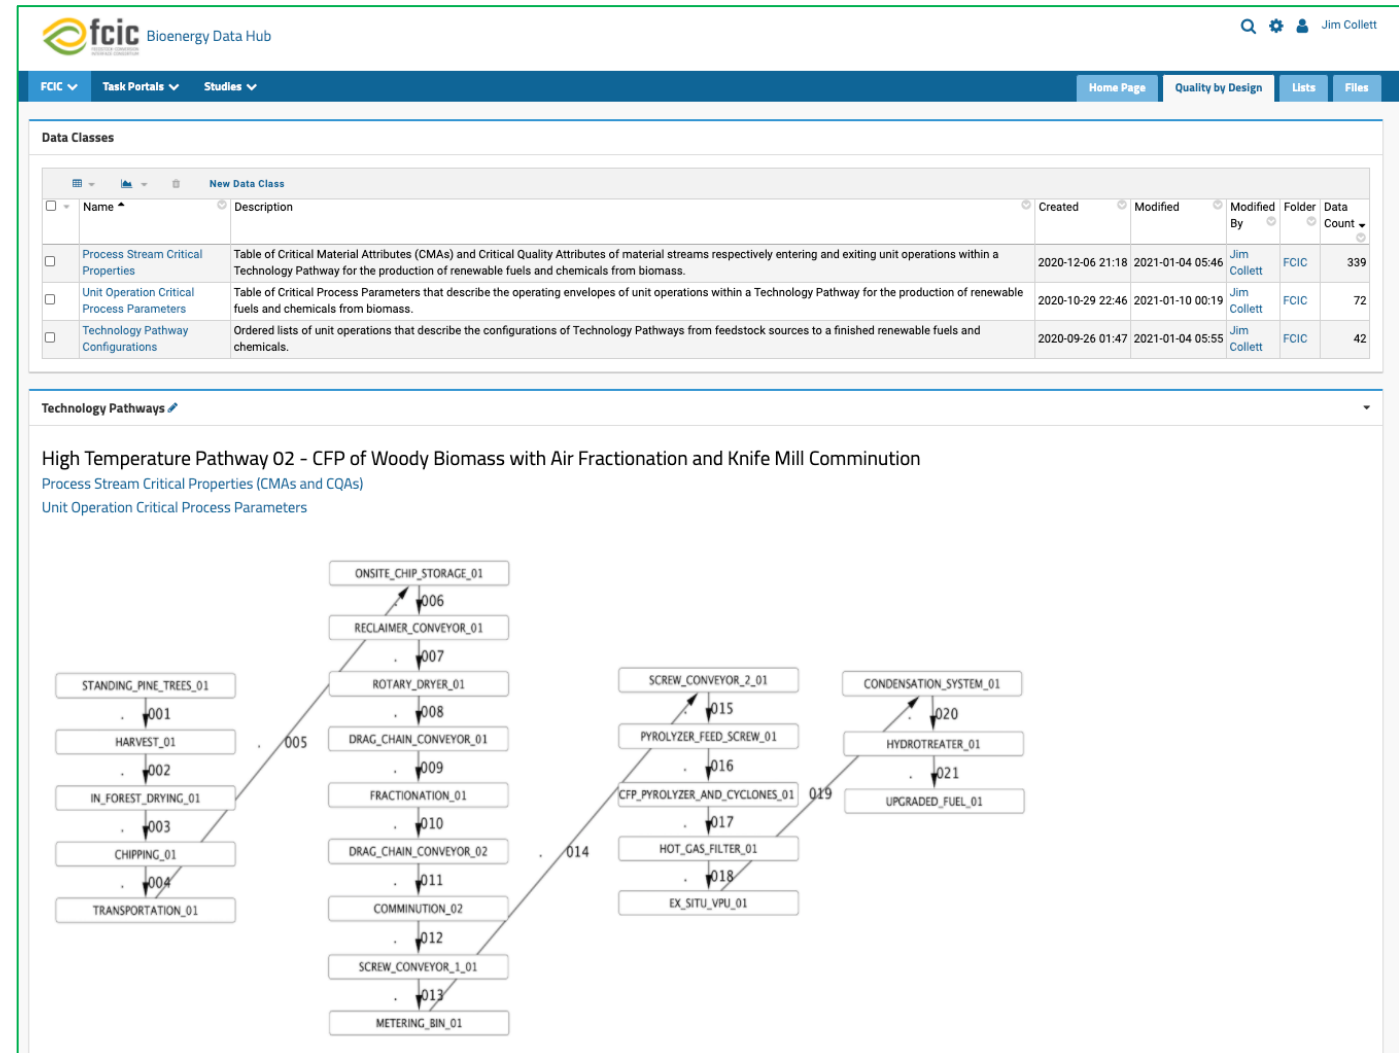 fcic Bioenergy Data Hub
Jim Collett
FCIC Task Portals Studies
Home Page Quality by Design Lists Files
Data Classes
New Data Class
Name Description Created Modified Modified By Folder Data Count
Process Stream Critical Properties
Table of Critical Material Attributes (CMAs) and Critical Quality Attributes of material streams respectively entering and exiting unit operations within a
Technology Pathway for the production of renewable fuels and chemicals from biomass.
2020-12-06 21:18 2021-01-04 05:46 Jim Collett FCIC 339
Unit Operation Critical Process Parameters
Table of Critical Process Parameters that describe the operating envelopes of unit operations within a Technology Pathway for the production of renewable
fuels and chemicals from biomass.
2020-10-29 22:46 2021-01-10 00:19 Jim Collett FCIC 72
Technology Pathway Configurations
Ordered lists of unit operations that describe the configurations of Technology Pathways from feedstock sources to a finished renewable fuels and
chemicals.
2020-09-26 01:47 2021-01-04 05:55 Jim Collett FCIC 42
Technology Pathways
High Temperature Pathway 02 - CFP of Woody Biomass with Air Fractionation and Knife Mill Comminution
Process Stream Critical Properties (CMAs and CQAs)
Unit Operation Critical Process Parameters
STANDING_PINE_TREES_01
001
HARVEST_01
002
IN_FOREST_DRYING_01
003
CHIPPING_01
004
TRANSPORTATION_01
005
ONSITE_CHIP_STORAGE_01
006
RECLAIMER_CONVEYOR_01
007
ROTARY_DRYER_01
008
DRAG_CHAIN_CONVEYOR_01
009
FRACTIONATION_01
010
DRAG_CHAIN_CONVEYOR_02
011
COMMINUTION_02
012
SCREW_CONVEYOR_1_01
013
METERING_BIN_01
014
SCREW_CONVEYOR_2_01
015
PYROLYZER_FEED_SCREW_01
016
CFP_PYROLYZER_AND_CYCLONES_01
017
HOT_GAS_FILTER_01
018
EX_SITU_VPU_01
019
CONDENSATION_SYSTEM_01
020
HYDROTREATER_01
021
UPGRADED_FUEL_01